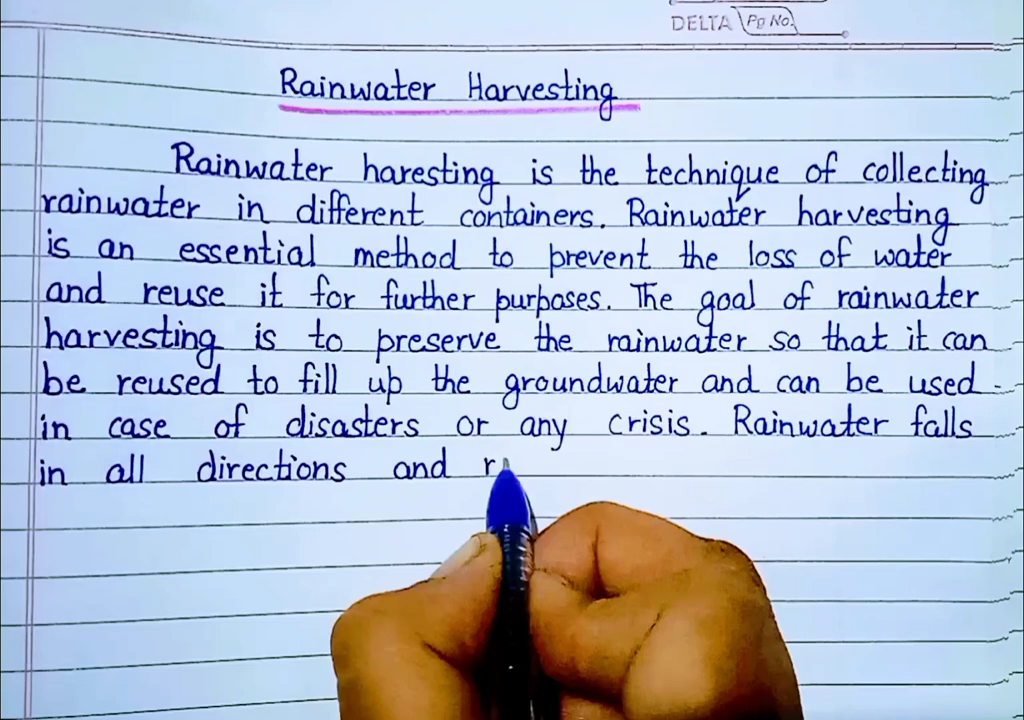 DELTA Pg No.
Rainwater Harvesting
Rainwater haresting is the technique of collecting
rainwater in different containers. Rainwater harvesting
is an essential method to prevent the loss of water
and reuse it for further purposes. The goal of rainwater
harvesting is to preserve the rainwater so that it can
be reused to fill up the groundwater and can be used
in case of disasters or any crisis. Rainwater falls
in all directions and r